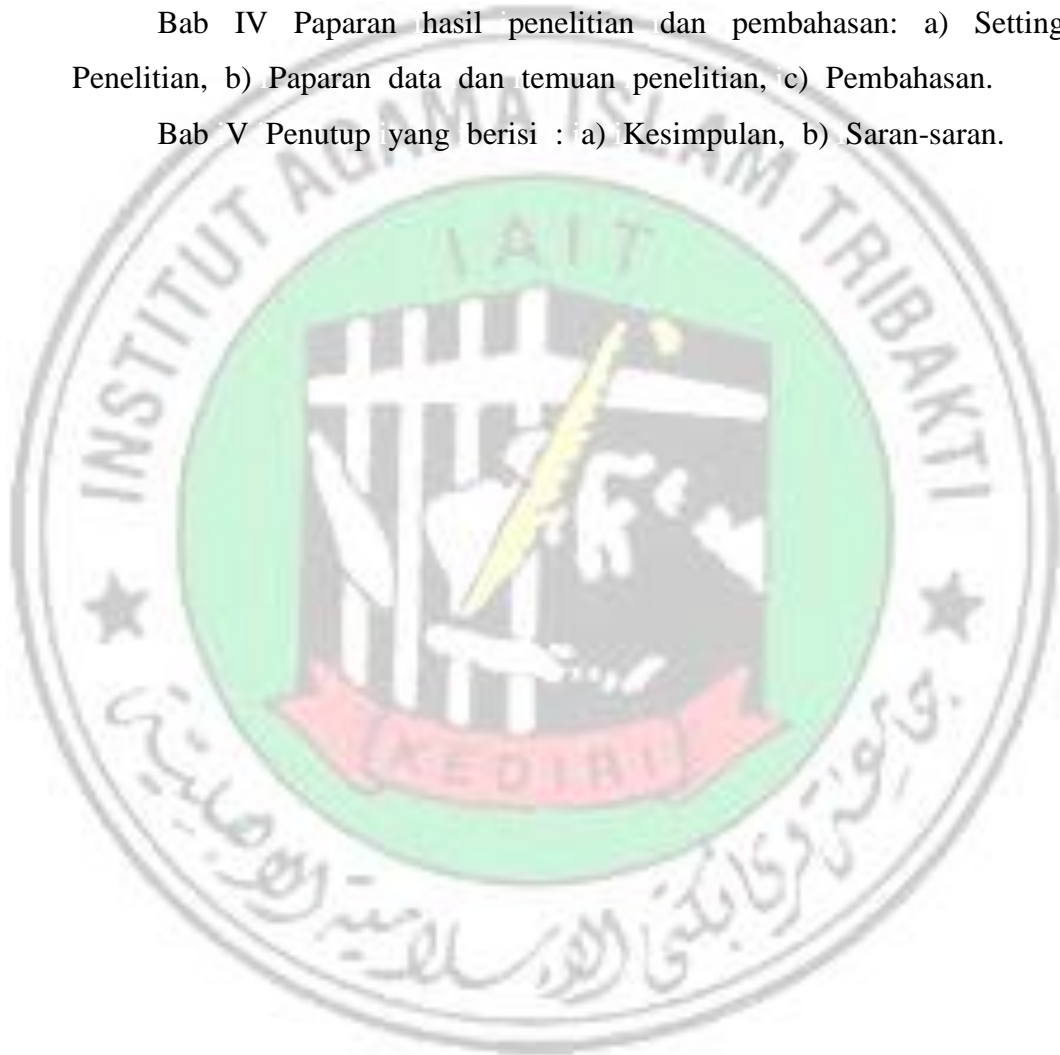 Bab IV Paparan hasil penelitian dan pembahasan: a) Setting
Penelitian, b) Paparan data dan temuan penelitian, c) Pembahasan.
Bab V Penutup yang berisi : a) Kesimpulan, b) Saran-saran.
INSTITUT AGAMA ISLAM TRIBAKTI
IAIT
KEDIRI